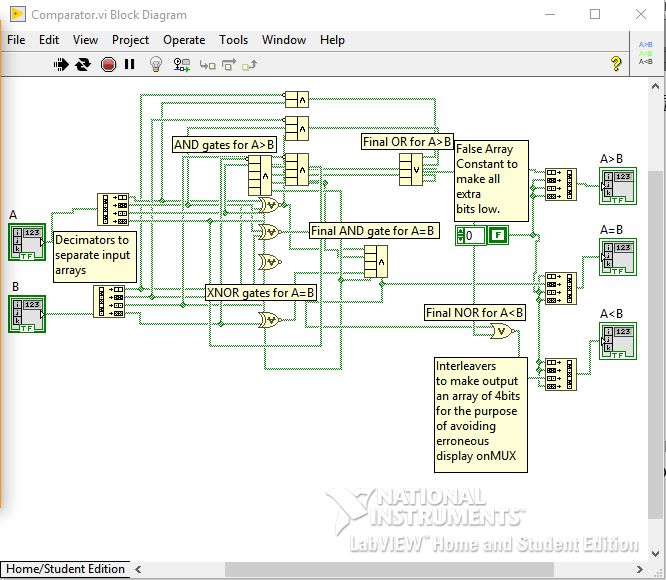 Comparator.vi Block Diagram
File Edit View Project Operate Tools Window Help
A>B
A=B
A<B
AND gates for A>B
Final OR for A>B
False Array
Constant to
make all
extra
bits low.
A>B
A
Decimators to
separate input
arrays
Final AND gate for A=B
0
F
A=B
B
XNOR gates for A=B
Final NOR for A<B
A<B
Interleavers
to make output
an array of 4bits
for the purpose
of avoiding
erroneous
display onMUX
NATIONAL
INSTRUMENTS™
LabVIEW™ Home and Student Edition
Home/Student Edition